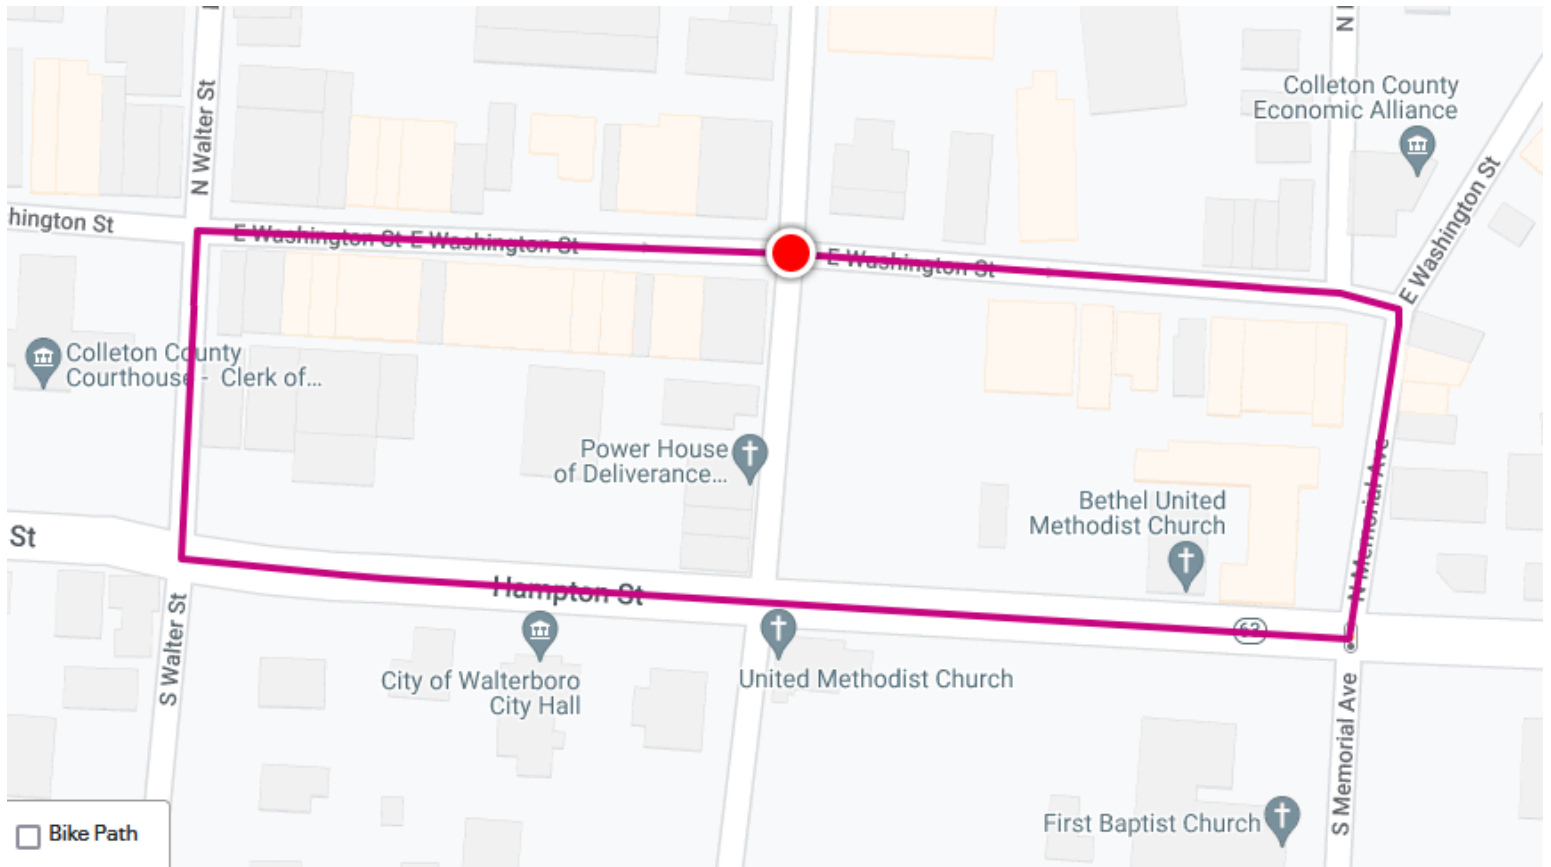 N Walter St
Colleton County
Economic Alliance
hington St
E Washington St
E Washington St
E Washington St
E Washington St
Colleton County
Courthouse - Clerk of...
Power House
of Deliverance...
Bethel United
Methodist Church
N Memorial Ave
St
Hampton St
63
S Walter St
City of Walterboro
City Hall
United Methodist Church
S Memorial Ave
First Baptist Church
Bike Path